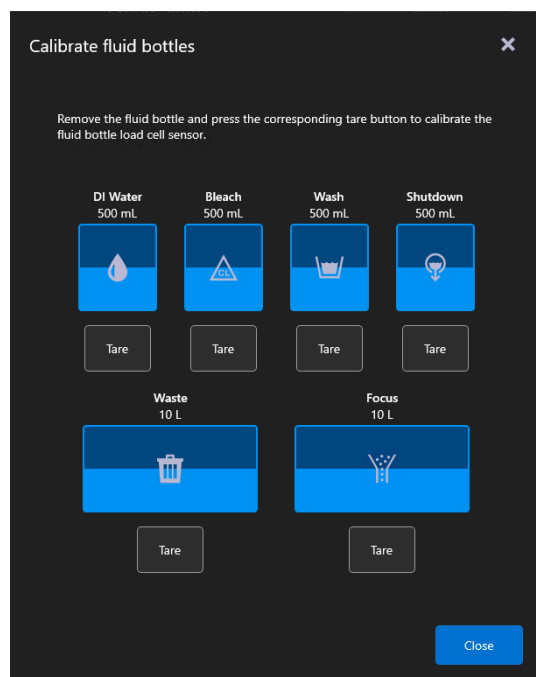 Calibrate fluid bottles
Remove the fluid bottle and press the corresponding tare button to calibrate the
fluid bottle load cell sensor.
DI Water
Bleach
Wash
Shutdown
500 mL
500 mL
500 mL
500 mL
CL
Tare
Tare
Tare
Tare
Waste
Focus
10 L
10 L
Tare
Tare
Close